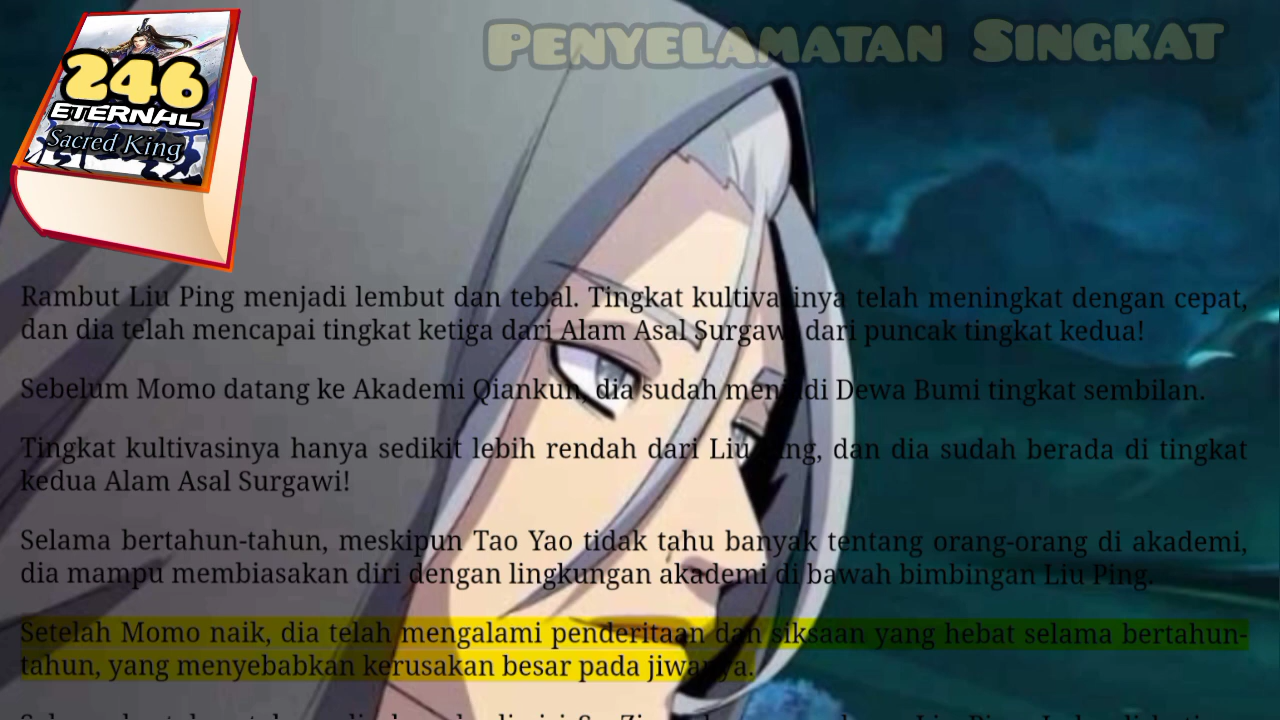 PENYELAMATAN SINGKAT
246
ETERNAL
Sacred King
Rambut Liu Ping menjadi lembut dan tebal. Tingkat kultivasinya telah meningkat dengan cepat,
dan dia telah mencapai tingkat ketiga dari Alam Asal Surgawi dari puncak tingkat kedua!
Sebelum Momo datang ke Akademi Qiankun, dia sudah menjadi Dewa Bumi tingkat sembilan.
Tingkat kultivasinya hanya sedikit lebih rendah dari Liu Ping, dan dia sudah berada di tingkat
kedua Alam Asal Surgawi!
Selama bertahun-tahun, meskipun Tao Yao tidak tahu banyak tentang orang-orang di akademi,
dia mampu membiasakan diri dengan lingkungan akademi di bawah bimbingan Liu Ping.
Setelah Momo naik, dia telah mengalami penderitaan dan siksaan yang hebat selama bertahun-
tahun, yang menyebabkan kerusakan besar pada jiwanya.